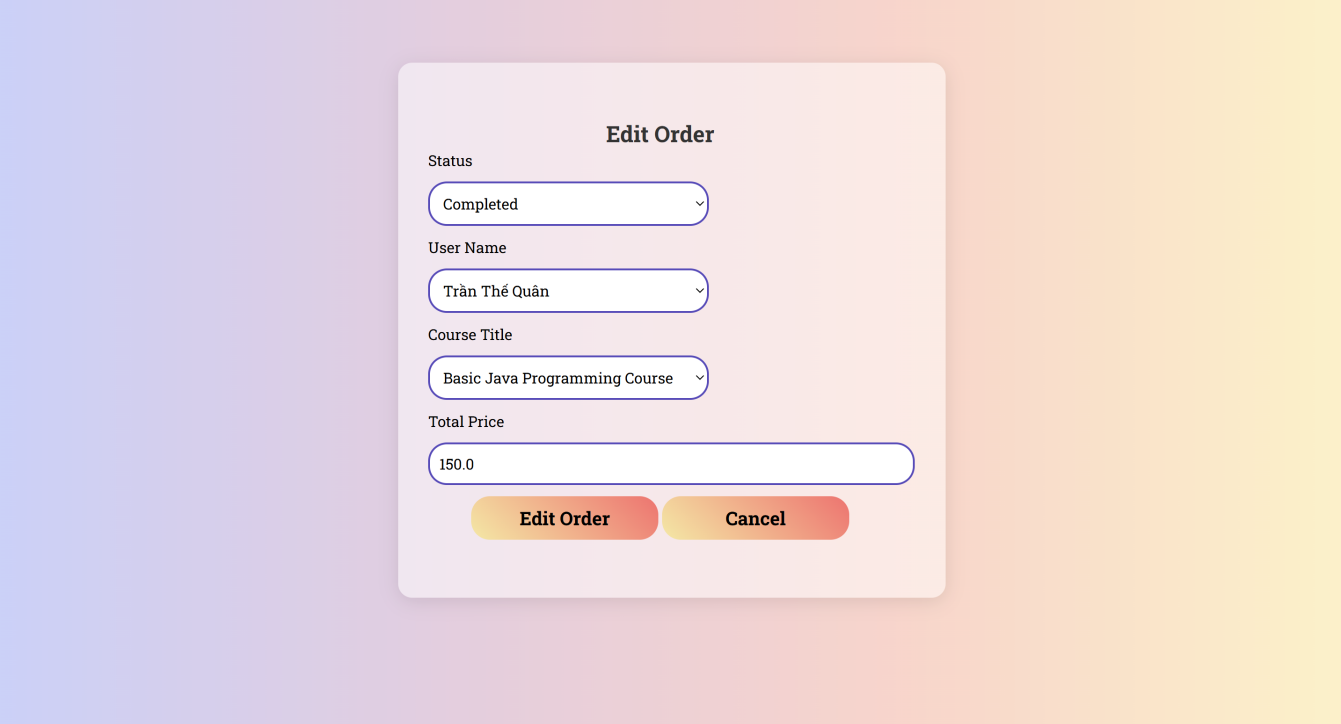 Edit Order
Status
Completed
User Name
Trần Thế Quân
Course Title
Basic Java Programming Course
Total Price
150.0
Edit Order
Cancel